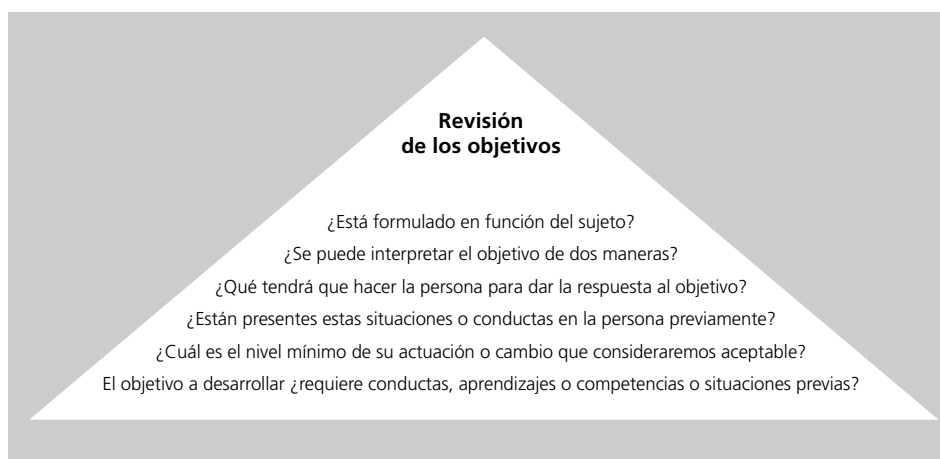 Revisión
de los objetivos
¿Está formulado en función del sujeto?
¿Se puede interpretar el objetivo de dos maneras?
¿Qué tendrá que hacer la persona para dar la respuesta al objetivo?
¿Están presentes estas situaciones o conductas en la persona previamente?
¿Cuál es el nivel mínimo de su actuación o cambio que consideraremos aceptable?
El objetivo a desarrollar ¿requiere conductas, aprendizajes o competencias o situaciones previas?